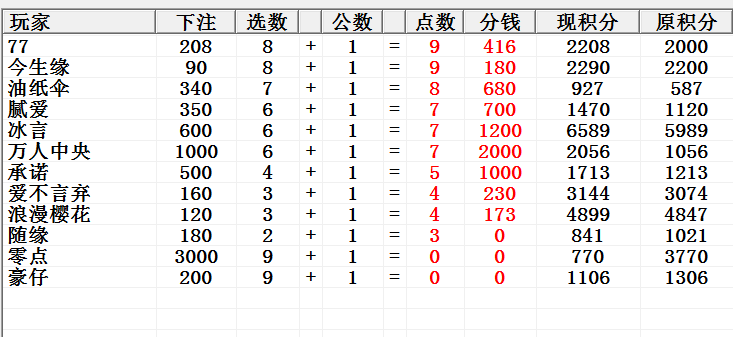 玩家 下注 选数 公数 点数 分钱 现积分 原积分
77 208 8 + 1 = 9 416 2208 2000
今生缘 90 8 + 1 = 9 180 2290 2200
油纸伞 340 7 + 1 = 8 680 927 587
腻爱 350 6 + 1 = 7 700 1470 1120
冰言 600 6 + 1 = 7 1200 6589 5989
万人中央 1000 6 + 1 = 7 2000 2056 1056
承诺 500 4 + 1 = 5 1000 1713 1213
爱不言弃 160 3 + 1 = 4 230 3144 3074
浪漫樱花 120 3 + 1 = 4 173 4899 4847
随缘 180 2 + 1 = 3 0 841 1021
零点 3000 9 + 1 = 0 0 770 3770
豪仔 200 9 + 1 = 0 0 1106 1306